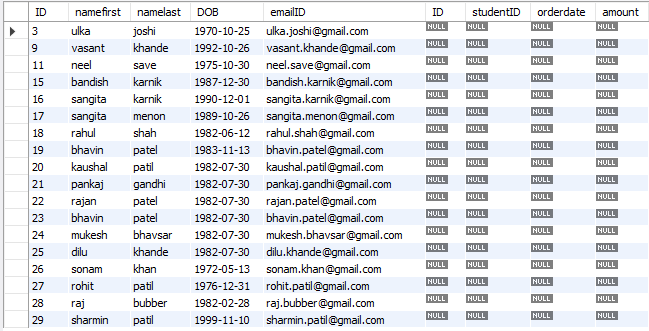 ID namefirst namelast DOB emailID ID studentID orderdate amount
3 ulka joshi 1970-10-25 ulka.joshi@gmail.com NULL NULL NULL NULL
9 vasant khande 1992-10-26 vasant.khande@gmail.com NULL NULL NULL NULL
11 neel save 1975-10-30 neel.save@gmail.com NULL NULL NULL NULL
15 bandish karnik 1987-12-30 bandish.karnik@gmail.com NULL NULL NULL NULL
16 sangita karnik 1990-12-01 sangita.karnik@gmail.com NULL NULL NULL NULL
17 sangita menon 1989-10-26 sangita.menon@gmail.com NULL NULL NULL NULL
18 rahul shah 1982-06-12 rahul.shah@gmail.com NULL NULL NULL NULL
19 bhavin patel 1983-11-13 bhavin.patel@gmail.com NULL NULL NULL NULL
20 kaushal patil 1982-07-30 kaushal.patil@gmail.com NULL NULL NULL NULL
21 pankaj gandhi 1982-07-30 pankaj.gandhi@gmail.com NULL NULL NULL NULL
22 rajan patel 1982-07-30 rajan.patel@gmail.com NULL NULL NULL NULL
23 bhavin patel 1982-07-30 bhavin.patel@gmail.com NULL NULL NULL NULL
24 mukesh bhavsar 1982-07-30 mukesh.bhavsar@gmail.com NULL NULL NULL NULL
25 dilu khande 1982-07-30 dilu.khande@gmail.com NULL NULL NULL NULL
26 sonam khan 1972-05-13 sonam.khan@gmail.com NULL NULL NULL NULL
27 rohit patil 1976-12-31 rohit.patil@gmail.com NULL NULL NULL NULL
28 raj bubber 1982-02-28 raj.bubber@gmail.com NULL NULL NULL NULL
29 sharmin patil 1999-11-10 sharmin.patil@gmail.com NULL NULL NULL NULL